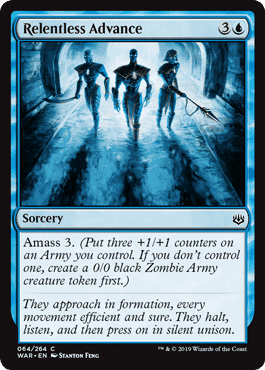 Relentless Advance 3
Sorcery
Amass 3. (Put three +1/+1 counters on
an Army you control. If you don't control
one, create a 0/0 black Zombie Army
creature token first.)
They approach in formation, every
movement efficient and sure. They halt,
listen, and then press on in silent unison.
064/264 C
WAR • EN STANTON FENG
™ & © 2019 Wizards of the Coast